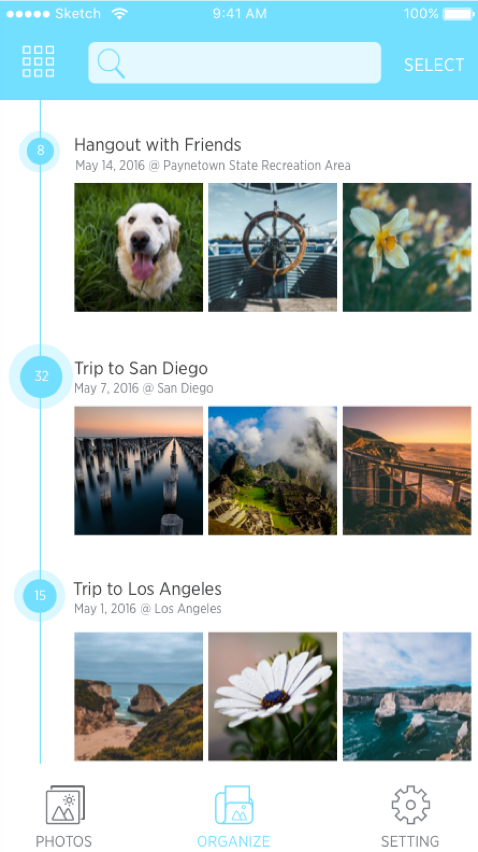 Sketch 9:41 AM 100%
SELECT
8
Hangout with Friends
May 14, 2016 @ Paynetown State Recreation Area
32
Trip to San Diego
May 7, 2016 @ San Diego
15
Trip to Los Angeles
May 1, 2016 @ Los Angeles
PHOTOS ORGANIZE SETTING